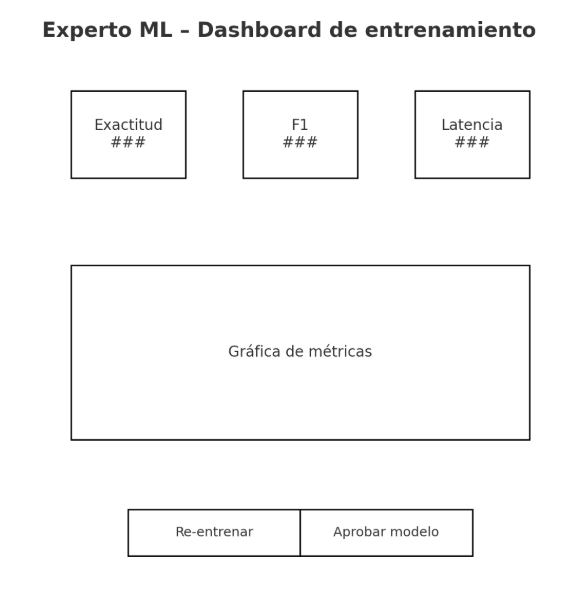 Experto ML – Dashboard de entrenamiento
Exactitud
###
F1
###
Latencia
###
Gráfica de métricas
Re-entrenar
Aprobar modelo